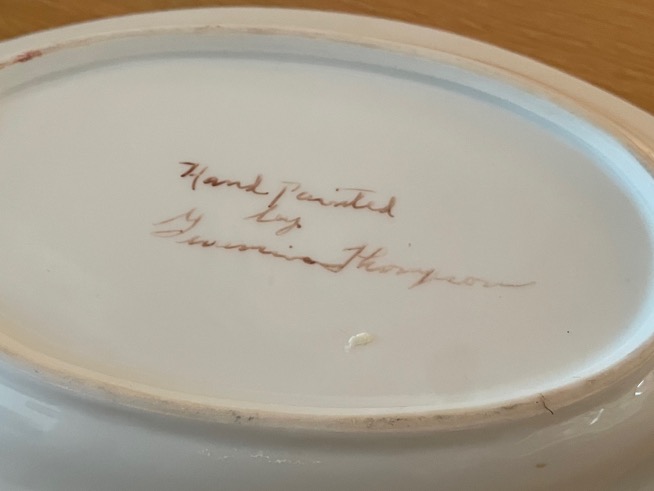 Hand Painted
by
Thompson